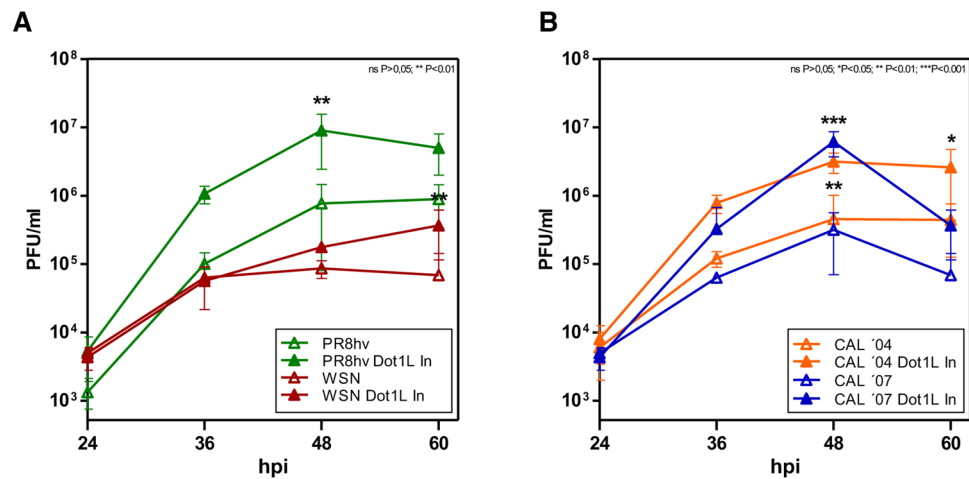 A
PFU/ml
10⁸
10⁷
10⁶
10⁵
10⁴
10³
ns P>0,05; ** P<0.01
**
**
PR8hv
PR8hv Dot1L In
WSN
WSN Dot1L In
24
36
48
60
hpi
B
PFU/ml
10⁸
10⁷
10⁶
10⁵
10⁴
10³
ns P>0,05; *P<0.05; ** P<0.01; ***P<0.001
***
*
**
CAL ´04
CAL ´04 Dot1L In
CAL ´07
CAL ´07 Dot1L In
24
36
48
60
hpi